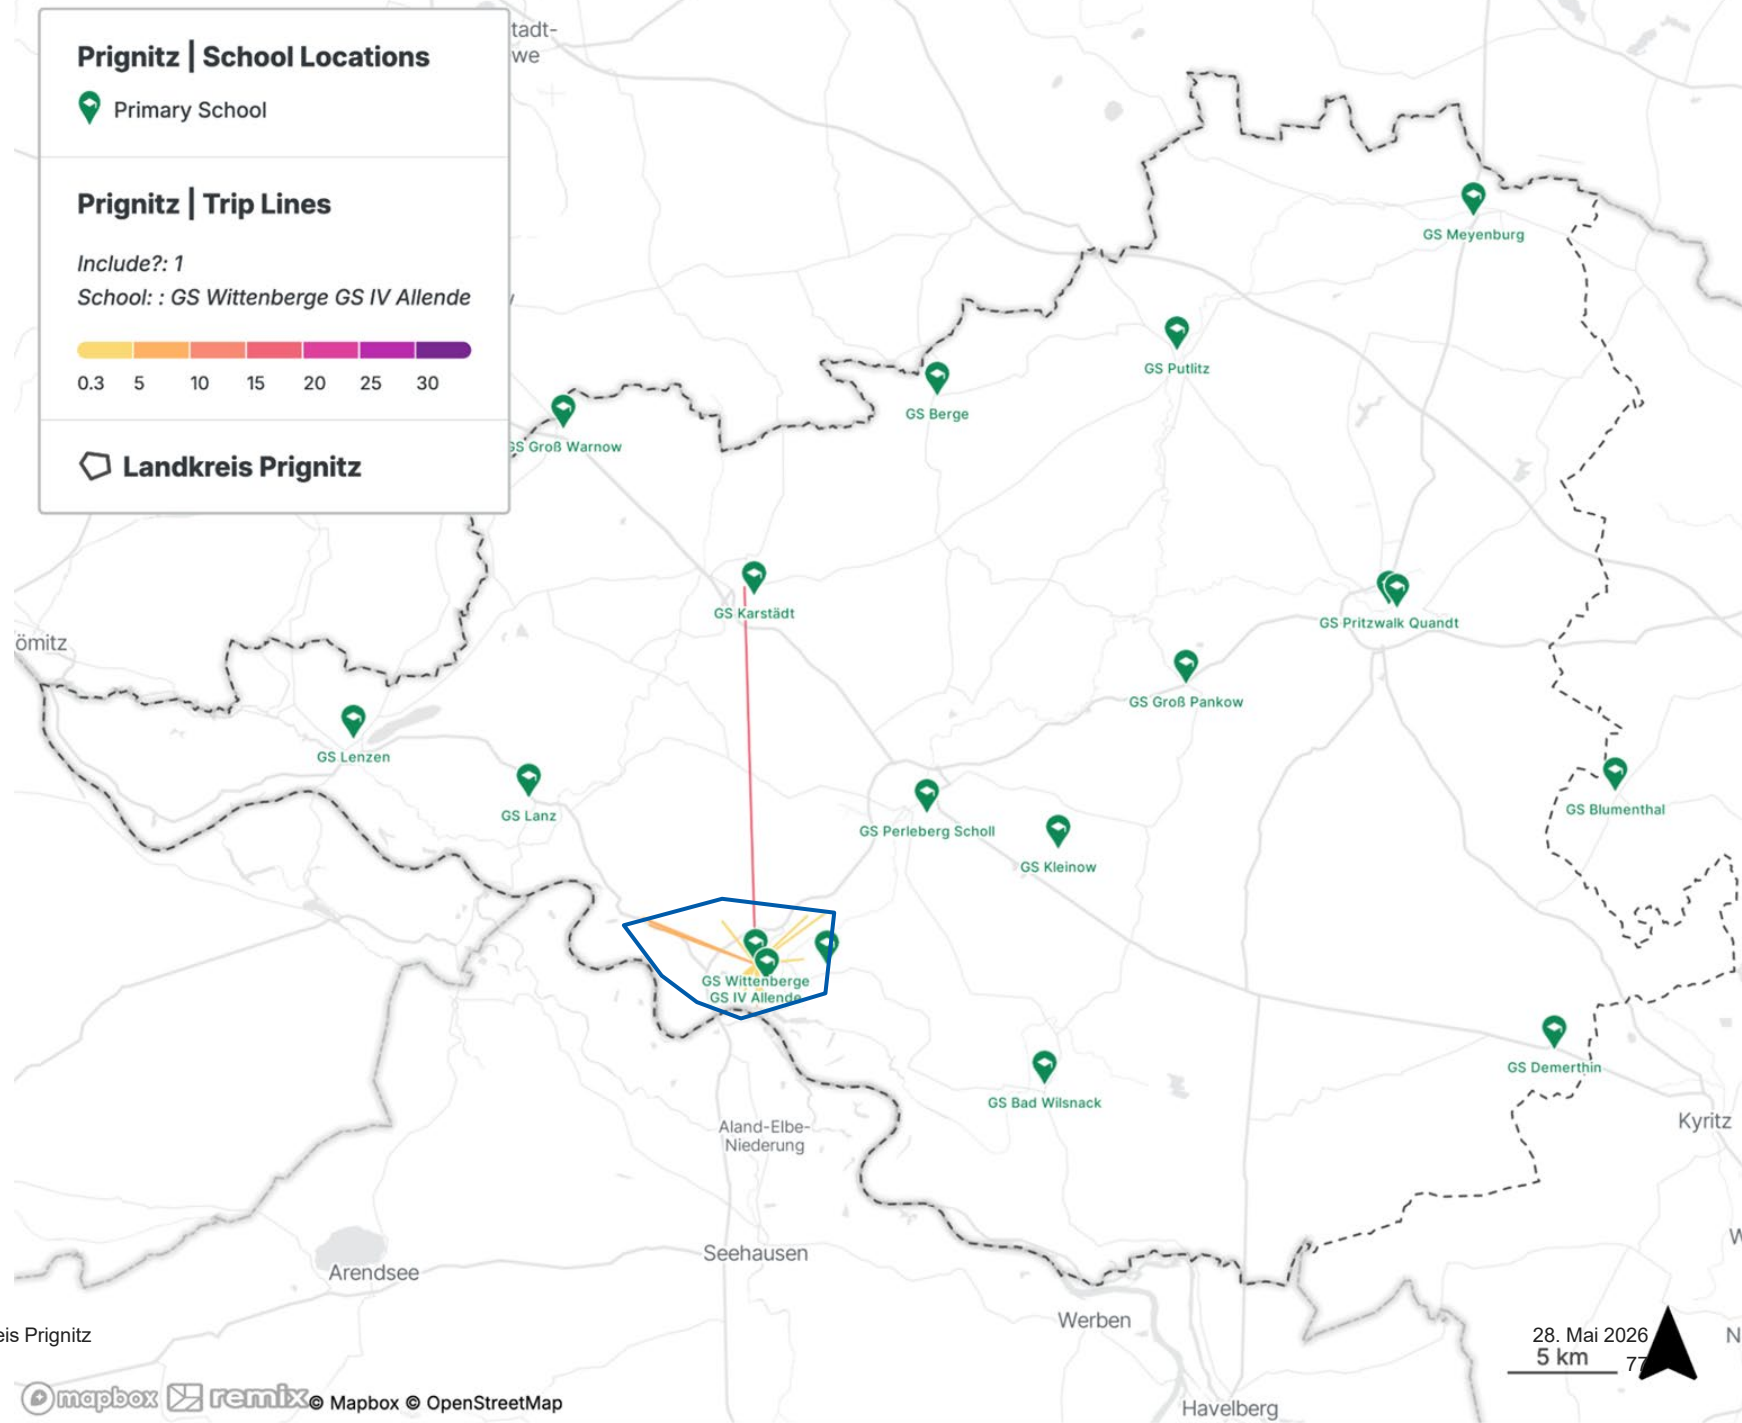 Prignitz | School Locations
Primary School
Prignitz | Trip Lines
Include?: 1
School: : GS Wittenberge GS IV Allende
0.3 5 10 15 20 25 30
Landkreis Prignitz
tadt-
we
GS Meyenburg
GS Putlitz
GS Berge
GS Groß Warnow
GS Karstädt
GS Pritzwalk Quandt
ömitz
GS Groß Pankow
GS Lenzen
GS Lanz
GS Perleberg Scholl
GS Blumenthal
GS Kleinow
GS Wittenberge
GS IV Allende
GS Demerthin
GS Bad Wilsnack
Kyritz
Aland-Elbe-
Niederung
Seehausen
Arendsee
Werben
eis Prignitz
28. Mai 2026
5 km
77
Havelberg
mapbox remix © Mapbox © OpenStreetMap